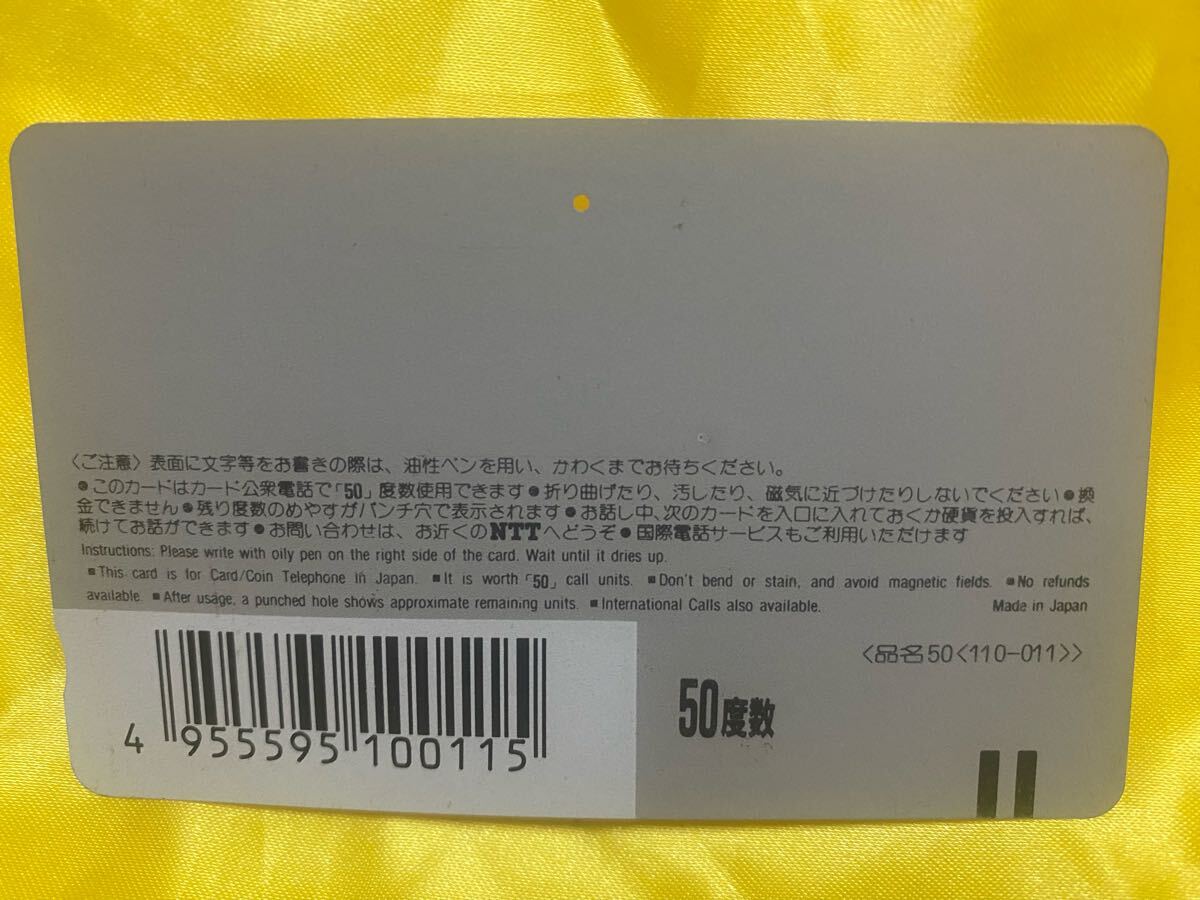 〈ご注意〉表面に文字等をお書きの際は、油性ペンを用い、かわくまでお待ちください。
●このカードはカード公衆電話で「50」度数使用できます●折り曲げたり、汚したり、磁気に近づけたりしないでください●換
金できません●残り度数のめやすがパンチ穴で表示されます●お話し中、次のカードを入口に入れておくか硬貨を投入すれば、
続けてお話ができます●お問い合わせは、お近くのNTTへどうぞ●国際電話サービスもご利用いただけます
Instructions: Please write with oily pen on the right side of the card. Wait until it dries up.
■This card is for Card/Coin Telephone in Japan. ■It is worth「50」call units. ■Don't bend or stain, and avoid magnetic fields. ■No refunds
available. ■After usage, a punched hole shows approximate remaining units. ■International Calls also available. Made in Japan
〈品名50〈110-011〉〉
50度数
4 955595 100115